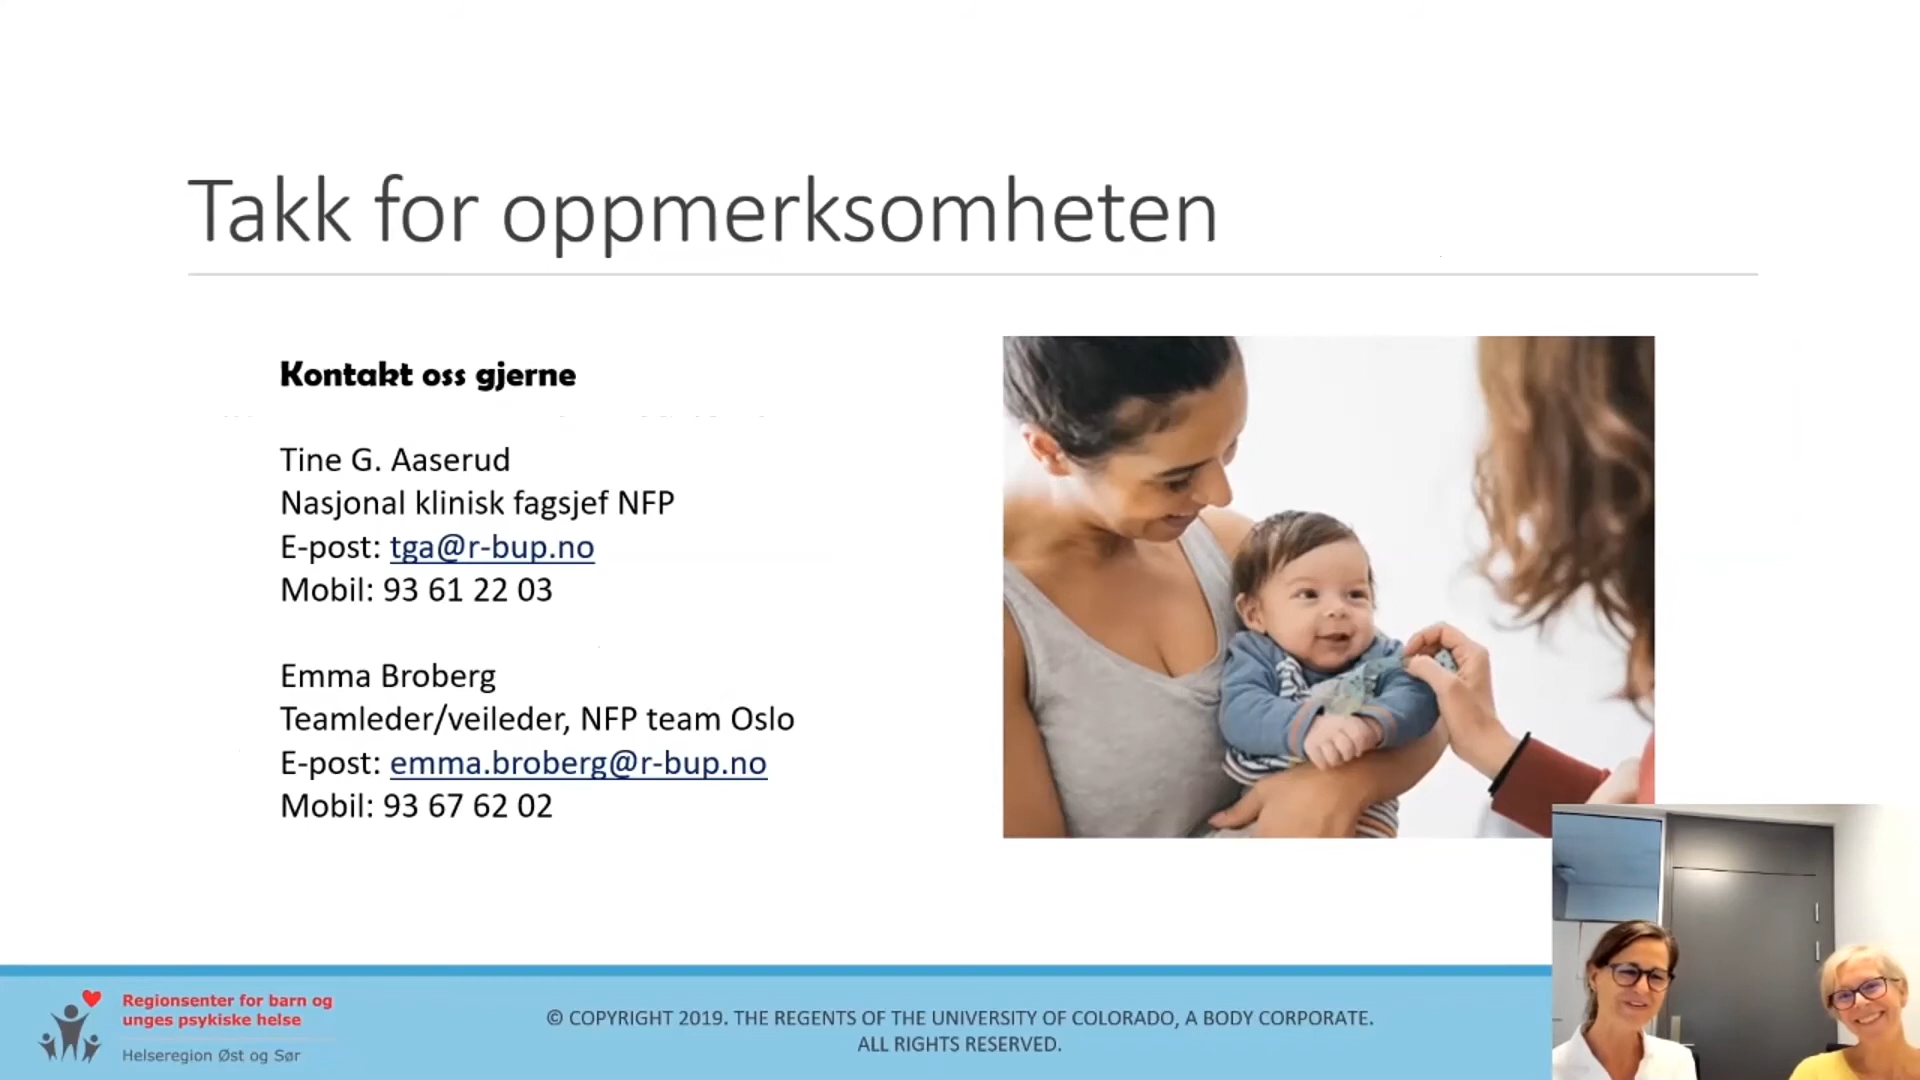 Takk for oppmerksomheten
Kontakt oss gjerne
Tine G. Aaserud
Nasjonal klinisk fagsjef NFP
E-post: tga@r-bup.no
Mobil: 93 61 22 03
Emma Broberg
Teamleder/veileder, NFP team Oslo
E-post: emma.broberg@r-bup.no
Mobil: 93 67 62 02
Regionsenter for barn og
unges psykiske helse
Helseregion Øst og Sør
© COPYRIGHT 2019. THE REGENTS OF THE UNIVERSITY OF COLORADO, A BODY CORPORATE.
ALL RIGHTS RESERVED.